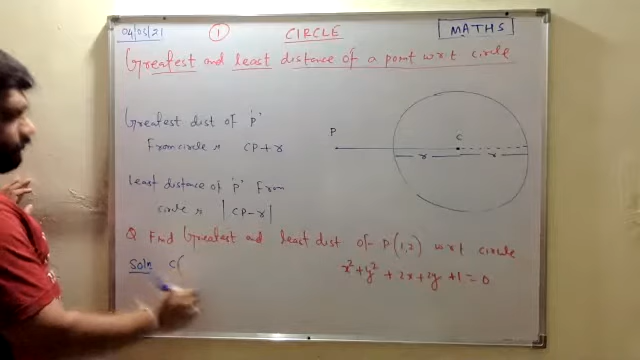 04/05/21 1 CIRCLE MATHS
Greatest and least distance of a point w.r.t circle
Greatest dist of 'P'
From circle is CP+r
Least distance of 'P' From
circle is |CP-r|
P C
r r
Q Find Greatest and least dist of P(1,2) w.r.t circle
x²+y²+2x+2y+1=0
Soln C(